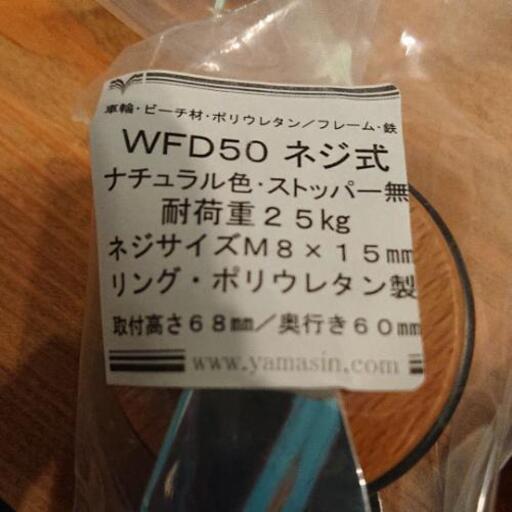 車輪・ビーチ材・ポリウレタン／フレーム・鉄
WFD50 ネジ式
ナチュラル色・ストッパー無
耐荷重25kg
ネジサイズM8×15㎜
リング・ポリウレタン製
取付高さ68㎜／奥行き60㎜
www.yamasin.com